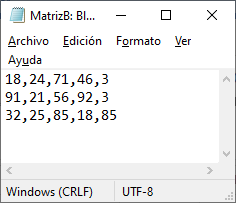 MatrizB: Bl...
Archivo Edición Formato Ver
Ayuda
18,24,71,46,3
91,21,56,92,3
32,25,85,18,85
Windows (CRLF) UTF-8